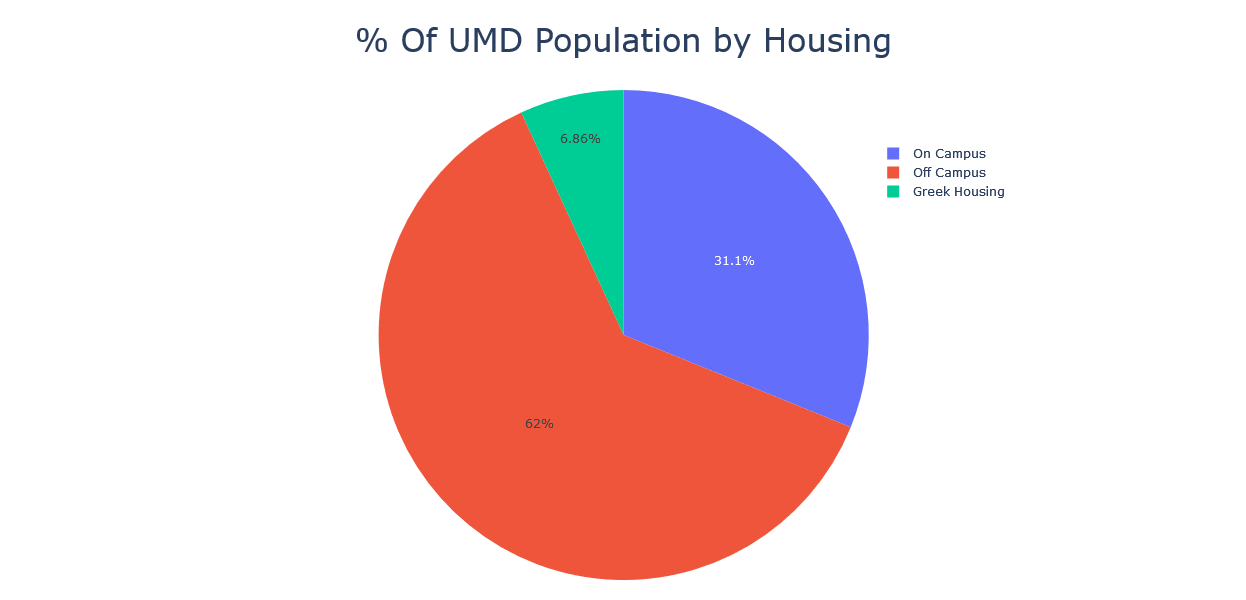 % Of UMD Population by Housing
6.86%
31.1%
62%
On Campus
Off Campus
Greek Housing